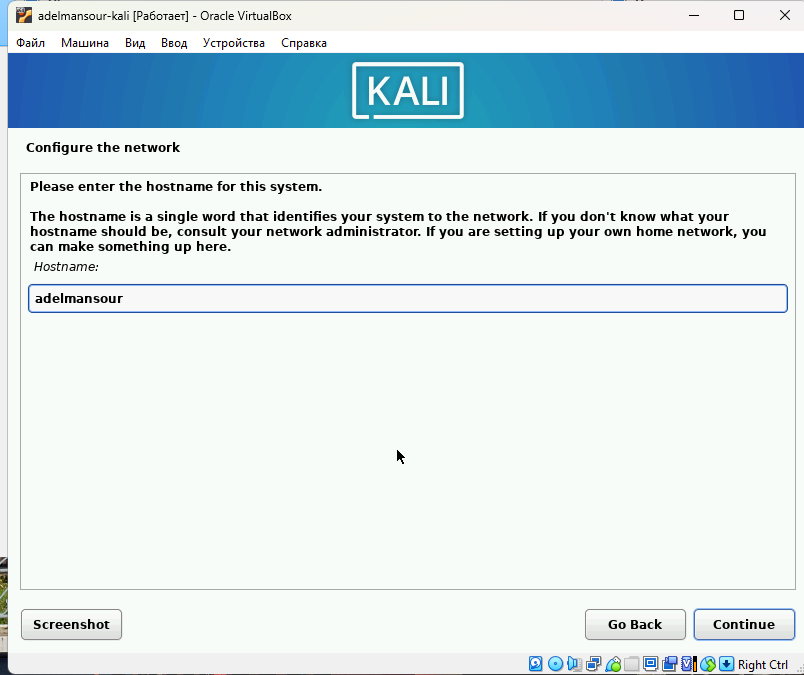 adelmansour-kali [Работает] - Oracle VirtualBox
Файл Машина Вид Ввод Устройства Справка
KALI
Configure the network
Please enter the hostname for this system.
The hostname is a single word that identifies your system to the network. If you don't know what your
hostname should be, consult your network administrator. If you are setting up your own home network, you
can make something up here.
Hostname:
adelmansour
Screenshot Go Back Continue
Right Ctrl